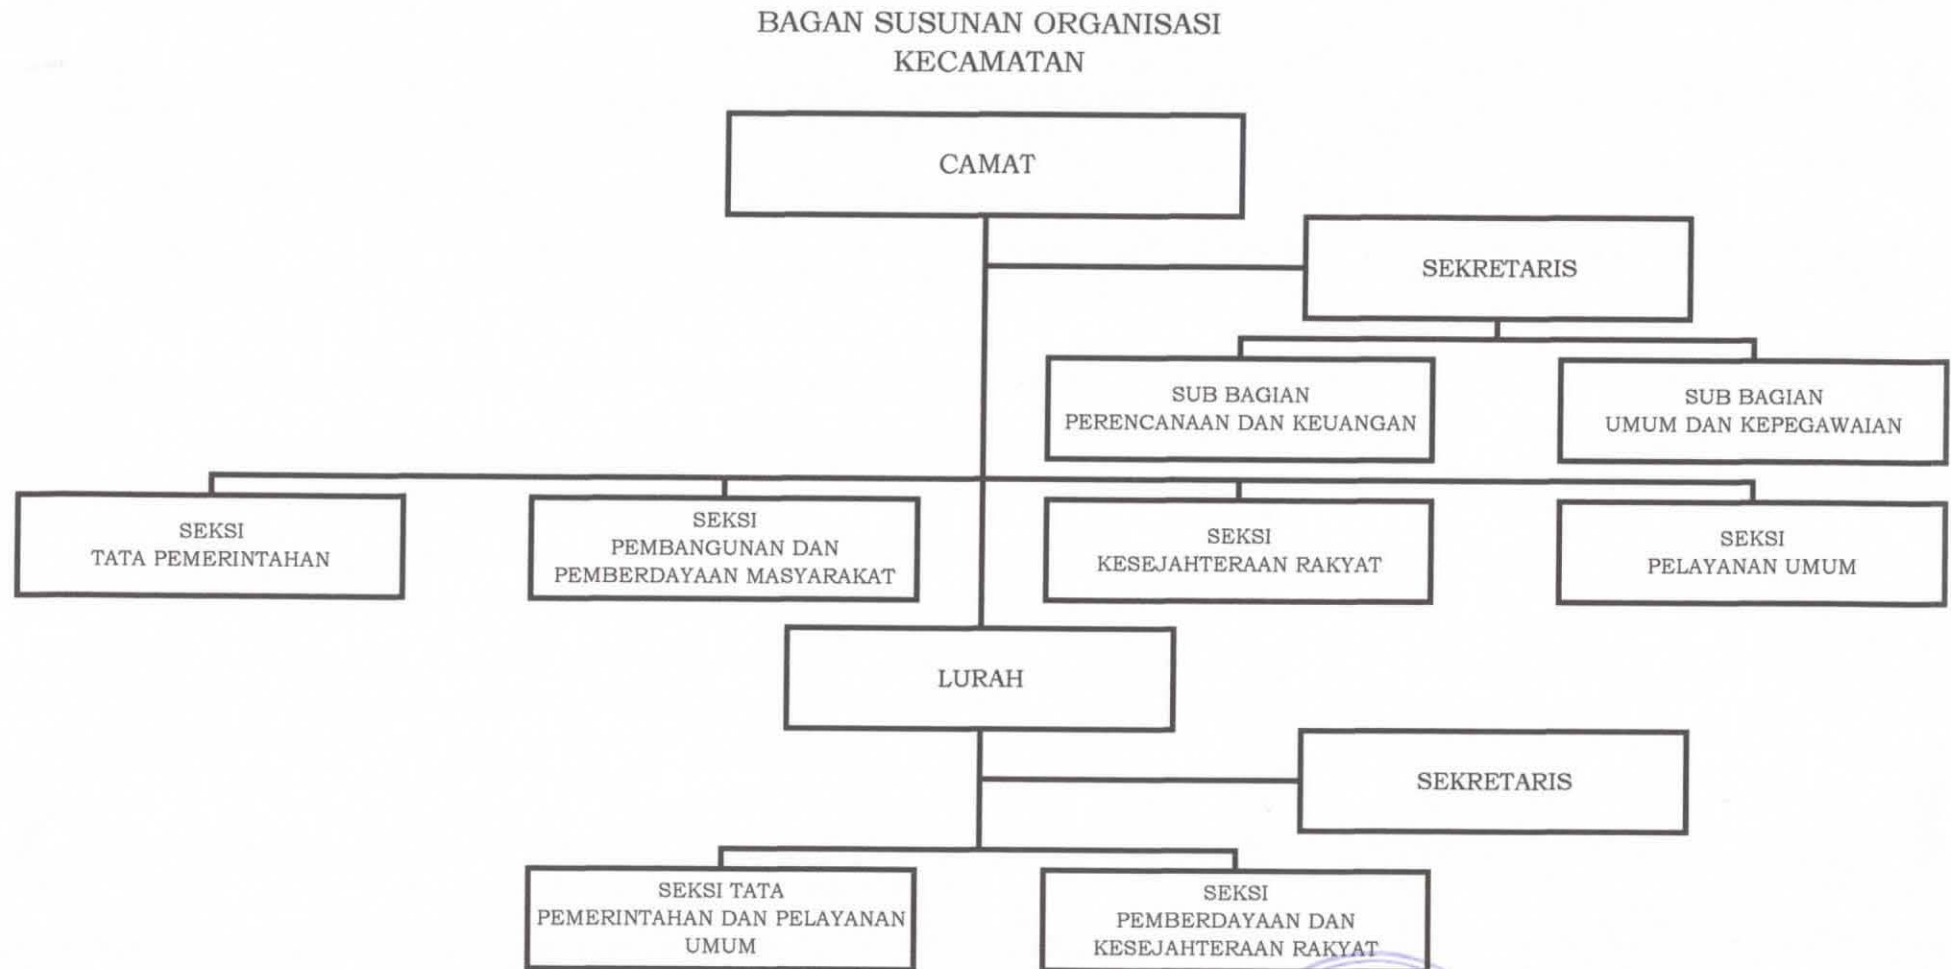 BAGAN SUSUNAN ORGANISASI
KECAMATAN
CAMAT
SEKRETARIS
SUB BAGIAN
PERENCANAAN DAN KEUANGAN
SUB BAGIAN
UMUM DAN KEPEGAWAIAN
SEKSI
TATA PEMERINTAHAN
SEKSI
PEMBANGUNAN DAN
PEMBERDAYAAN MASYARAKAT
SEKSI
KESEJAHTERAAN RAKYAT
SEKSI
PELAYANAN UMUM
LURAH
SEKRETARIS
SEKSI TATA
PEMERINTAHAN DAN PELAYANAN
UMUM
SEKSI
PEMBERDAYAAN DAN
KESEJAHTERAAN RAKYAT